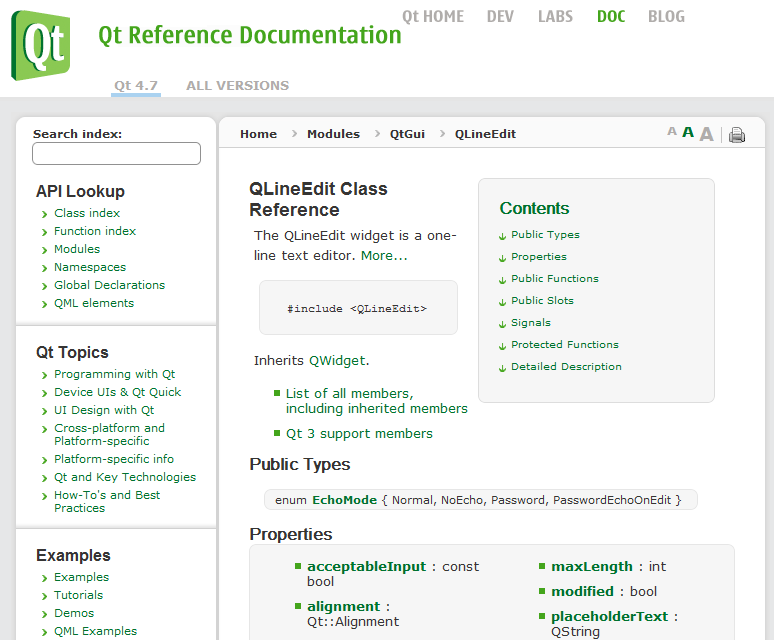 Qt
Qt Reference Documentation
Qt HOME DEV LABS DOC BLOG
Qt 4.7 ALL VERSIONS
Search index:
API Lookup
Class index
Function index
Modules
Namespaces
Global Declarations
QML elements
Qt Topics
Programming with Qt
Device UIs & Qt Quick
UI Design with Qt
Cross-platform and
Platform-specific
Platform-specific info
Qt and Key Technologies
How-To's and Best
Practices
Examples
Examples
Tutorials
Demos
QML Examples
Home Modules QtGui QLineEdit
A A A
QLineEdit Class
Reference
The QLineEdit widget is a one-
line text editor. More...
#include <QLineEdit>
Inherits QWidget.
List of all members,
including inherited members
Qt 3 support members
Contents
Public Types
Properties
Public Functions
Public Slots
Signals
Protected Functions
Detailed Description
Public Types
enum EchoMode { Normal, NoEcho, Password, PasswordEchoOnEdit }
Properties
acceptableInput : const
bool
alignment :
Qt::Alignment
maxLength : int
modified : bool
placeholderText :
QString